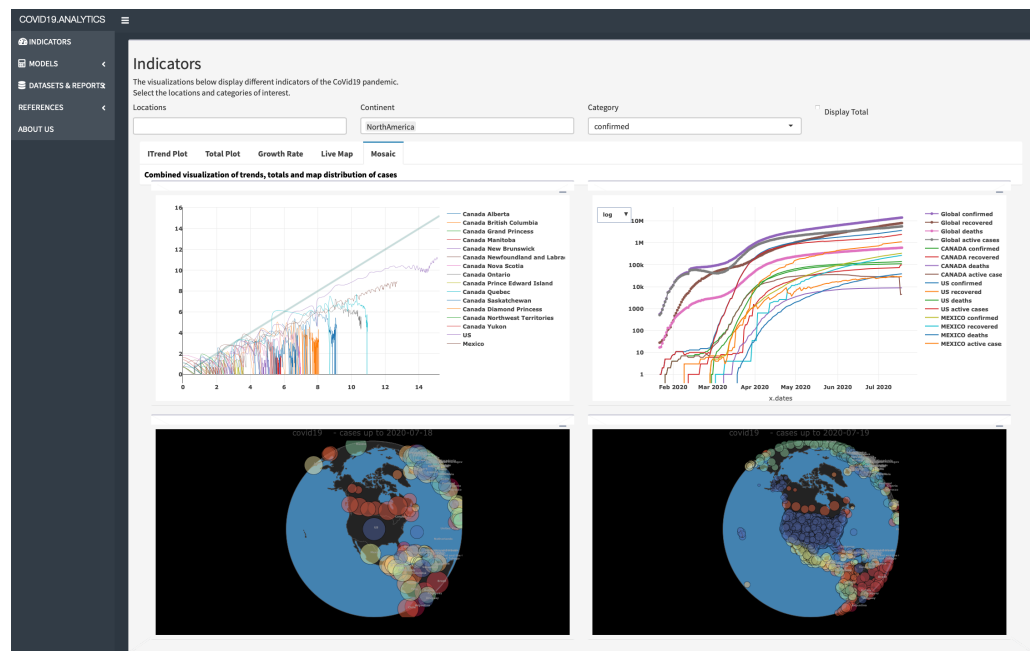 COVID19.ANALYTICS
INDICATORS
MODELS
DATASETS & REPORTS
REFERENCES
ABOUT US
Indicators
The visualizations below display different indicators of the CoVid19 pandemic.
Select the locations and categories of interest.
Locations
Continent
NorthAmerica
Category
confirmed
Display Total
ITrend Plot
Total Plot
Growth Rate
Live Map
Mosaic
Combined visualization of trends, totals and map distribution of cases
16
14
12
10
8
6
4
2
0
0 2 4 6 8 10 12 14
Canada Alberta
Canada British Columbia
Canada Grand Princess
Canada Manitoba
Canada New Brunswick
Canada Newfoundland and Labra
Canada Nova Scotia
Canada Ontario
Canada Prince Edward Island
Canada Quebec
Canada Saskatchewan
Canada Diamond Princess
Canada Northwest Territories
Canada Yukon
US
Mexico
log
10M
1M
100k
10k
1000
100
10
1
Feb 2020 Mar 2020 Apr 2020 May 2020 Jun 2020 Jul 2020
x.dates
Global confirmed
Global recovered
Global deaths
Global active cases
CANADA confirmed
CANADA recovered
CANADA deaths
CANADA active case
US confirmed
US recovered
US deaths
US active cases
MEXICO confirmed
MEXICO recovered
MEXICO deaths
MEXICO active case
covid19 - cases up to 2020-07-18
covid19 - cases up to 2020-07-19